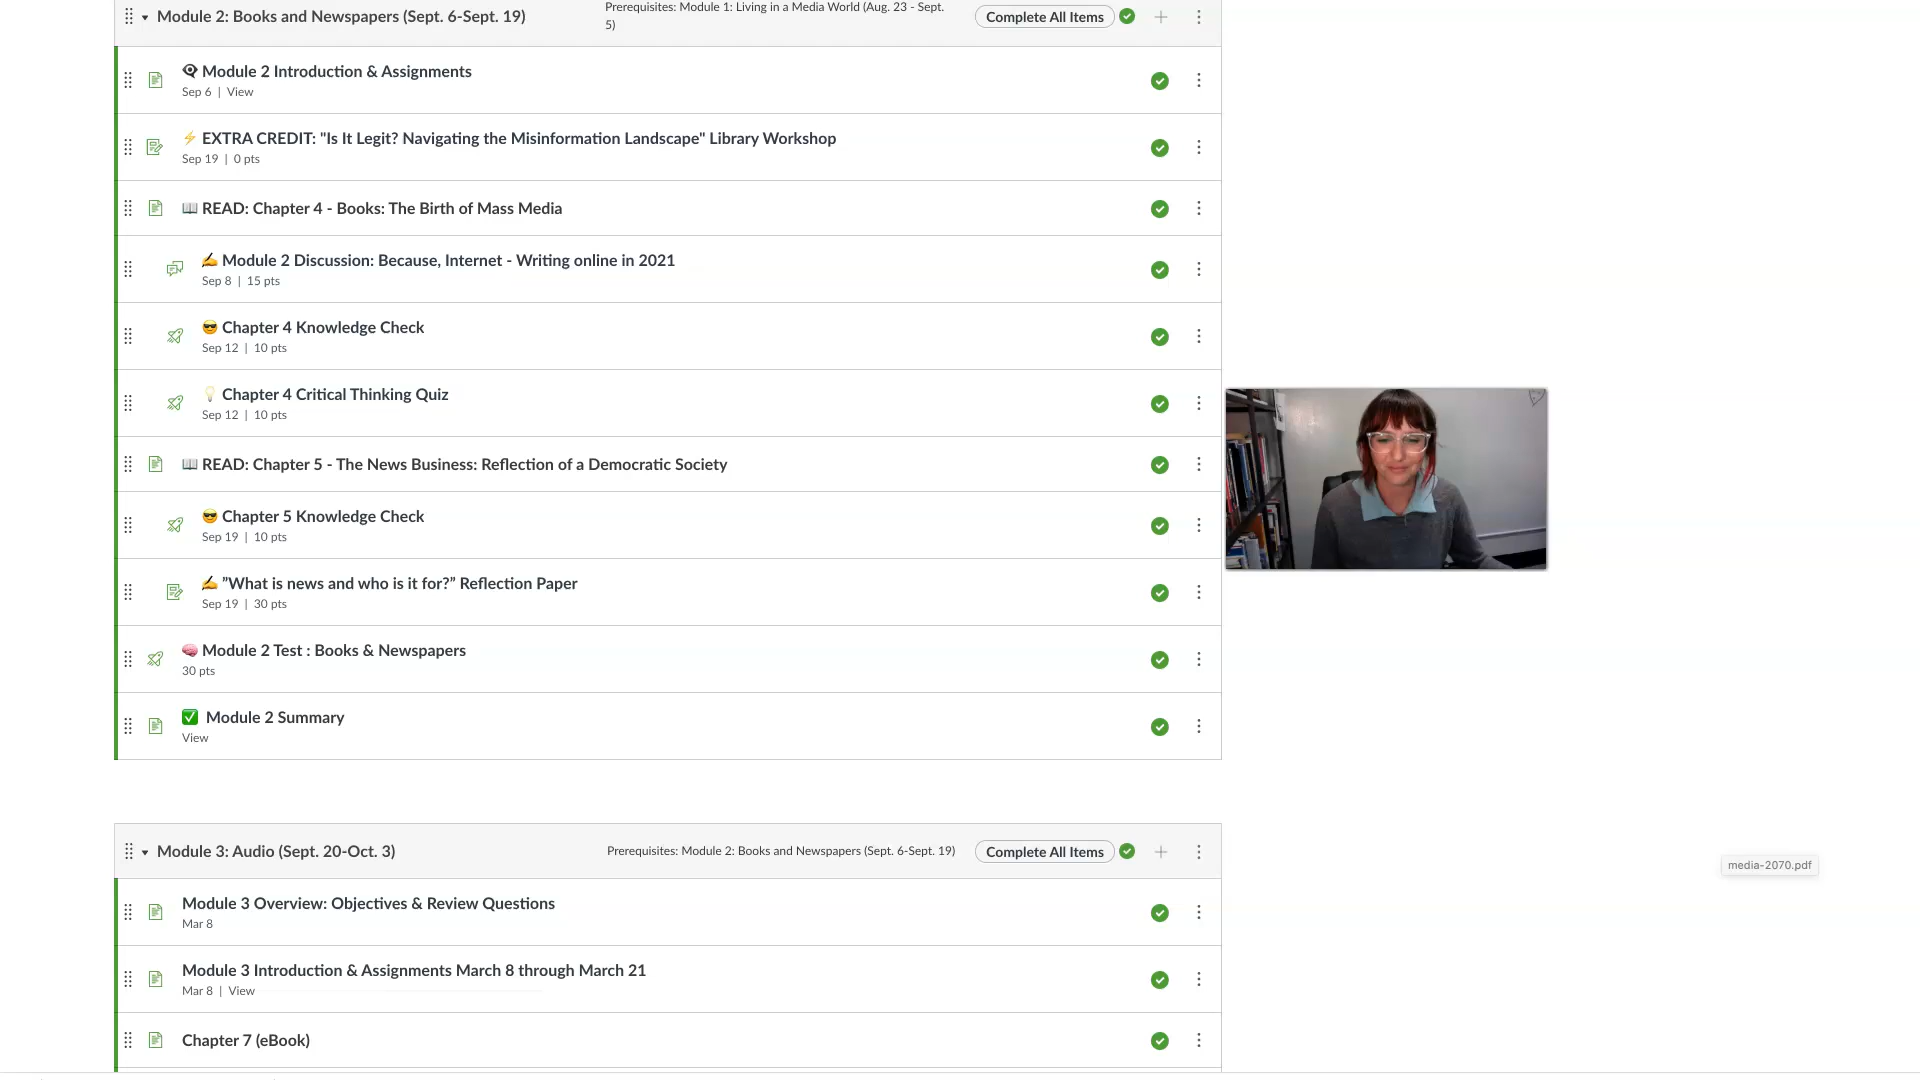 Module 2: Books and Newspapers (Sept. 6-Sept. 19)
Prerequisites: Module 1: Living in a Media World (Aug. 23 - Sept.
5)
Complete All Items
Module 2 Introduction & Assignments
Sep 6 | View
EXTRA CREDIT: "Is It Legit? Navigating the Misinformation Landscape" Library Workshop
Sep 19 | 0 pts
READ: Chapter 4 - Books: The Birth of Mass Media
Module 2 Discussion: Because, Internet - Writing online in 2021
Sep 8 | 15 pts
Chapter 4 Knowledge Check
Sep 12 | 10 pts
Chapter 4 Critical Thinking Quiz
Sep 12 | 10 pts
READ: Chapter 5 - The News Business: Reflection of a Democratic Society
Chapter 5 Knowledge Check
Sep 19 | 10 pts
”What is news and who is it for?” Reflection Paper
Sep 19 | 30 pts
Module 2 Test : Books & Newspapers
30 pts
Module 2 Summary
View
Module 3: Audio (Sept. 20-Oct. 3)
Prerequisites: Module 2: Books and Newspapers (Sept. 6-Sept. 19)
Complete All Items
media-2070.pdf
Module 3 Overview: Objectives & Review Questions
Mar 8
Module 3 Introduction & Assignments March 8 through March 21
Mar 8 | View
Chapter 7 (eBook)